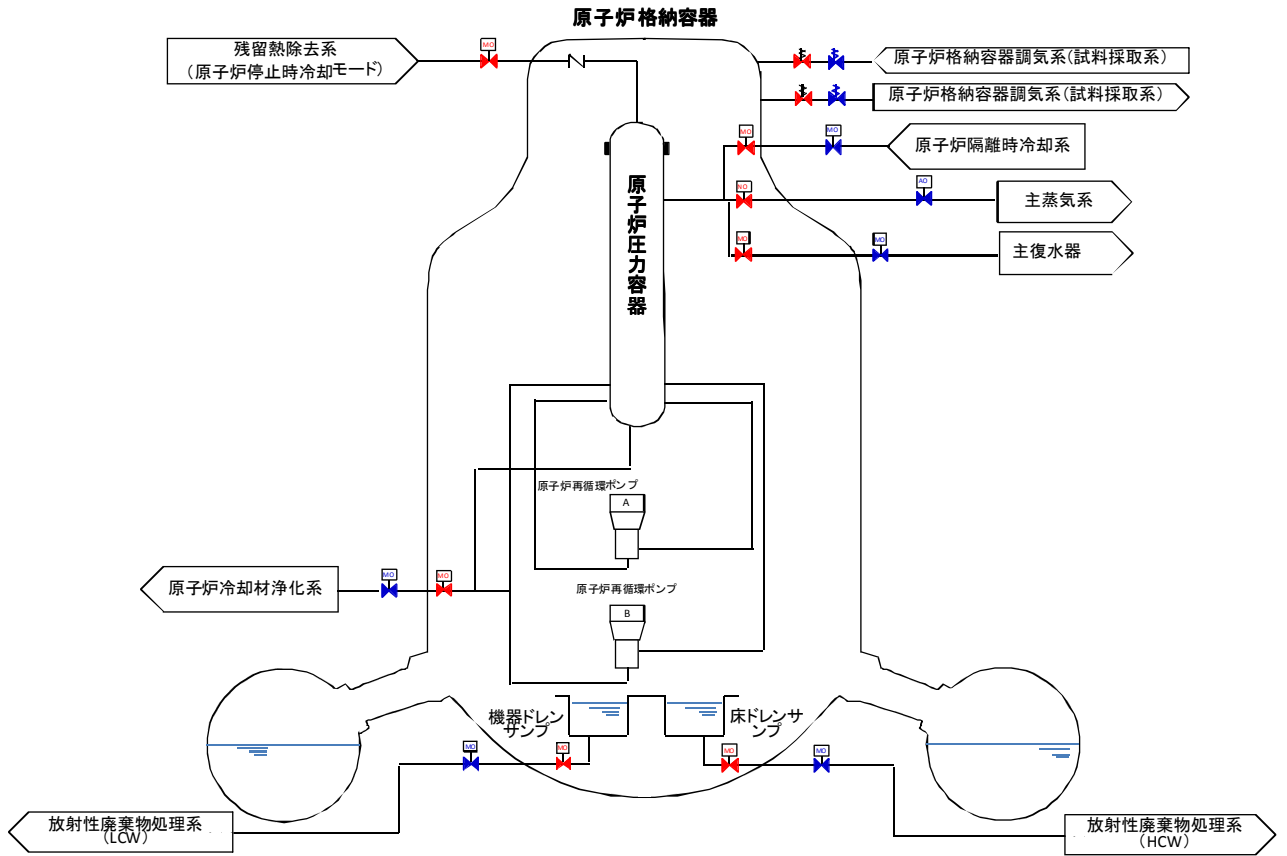 原子炉格納容器
残留熱除去系
(原子炉停止時冷却モード)
MO
原子炉格納容器調気系(試料採取系)
原子炉格納容器調気系(試料採取系)
MO
MO
原子炉隔離時冷却系
NO
AO
主蒸気系
MO
MO
主復水器
原子炉圧力容器
原子炉再循環ポンプ
A
原子炉冷却材浄化系
MO
MO
原子炉再循環ポンプ
B
機器ドレン
サンプ
床ドレンサ
ンプ
MO
MO
MO
MO
放射性廃棄物処理系
(LCW)
放射性廃棄物処理系
(HCW)